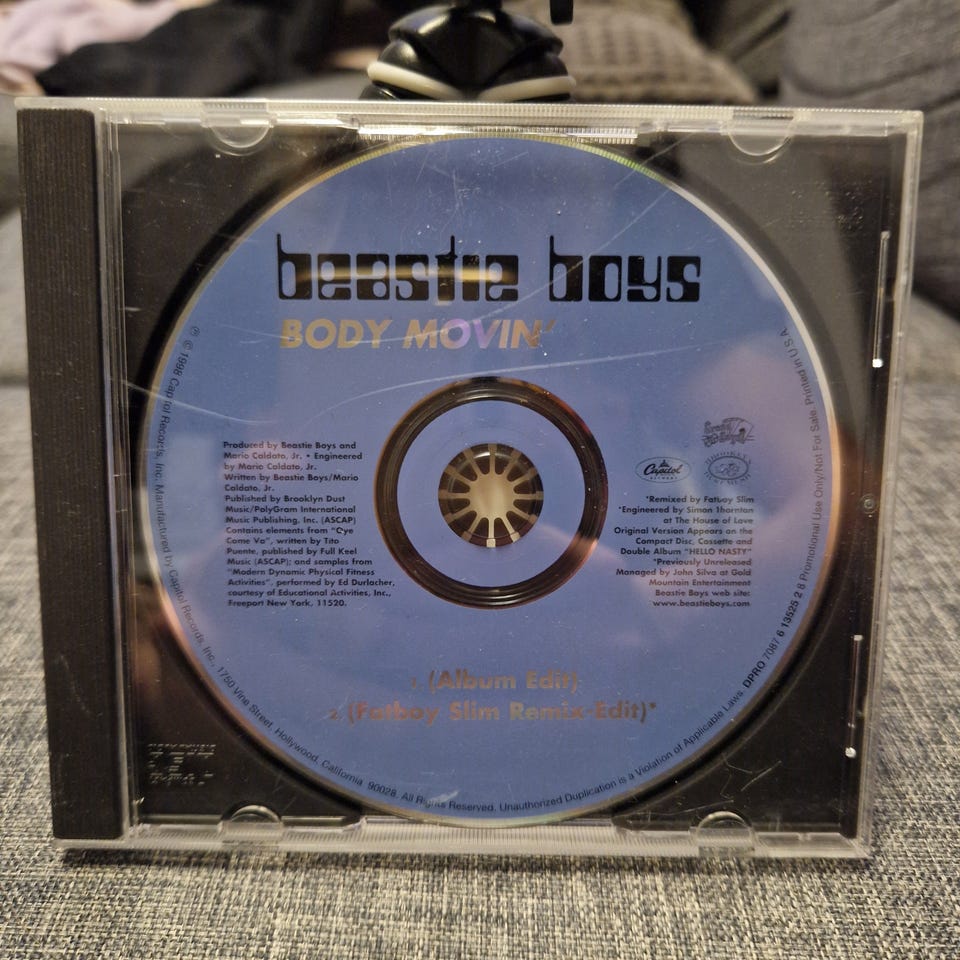 beastie boys
BODY MOVIN'
Produced by Beastie Boys and
Mario Caldato, Jr. • Engineered
by Mario Caldato, Jr.
Written by Beastie Boys/Mario
Caldato, Jr.
Published by Brooklyn Dust
Music/PolyGram International
Music Publishing, Inc. (ASCAP)
Contains elements from "Oye
Come Va", written by Tito
Puente, published by Full Keel
Music (ASCAP); and samples from
"Modern Dynamic Physical Fitness
Activities", performed by Ed Durlacher,
courtesy of Educational Activities, Inc.,
Freeport New York, 11520.
Capitol
*Remixed by Fatboy Slim
*Engineered by Simon Thornton
at The House of Love
Original Version Appears on the
Compact Disc, Cassette and
Double Album "HELLO NASTY"
*Previously Unreleased
Managed by John Silva at Gold
Mountain Entertainment
Beastie Boys web site:
www.beastieboys.com
1. (Album Edit)
2. (Fatboy Slim Remix-Edit)*
℗ © 1998 Capitol Records, Inc. Manufactured by Capitol Records, Inc., 1750 Vine Street, Hollywood, California 90028. All Rights Reserved. Unauthorized Duplication is a Violation of Applicable Laws. DPRO 7087 6 13525 2 8 Promotional Use Only/Not For Sale. Printed in U.S.A.